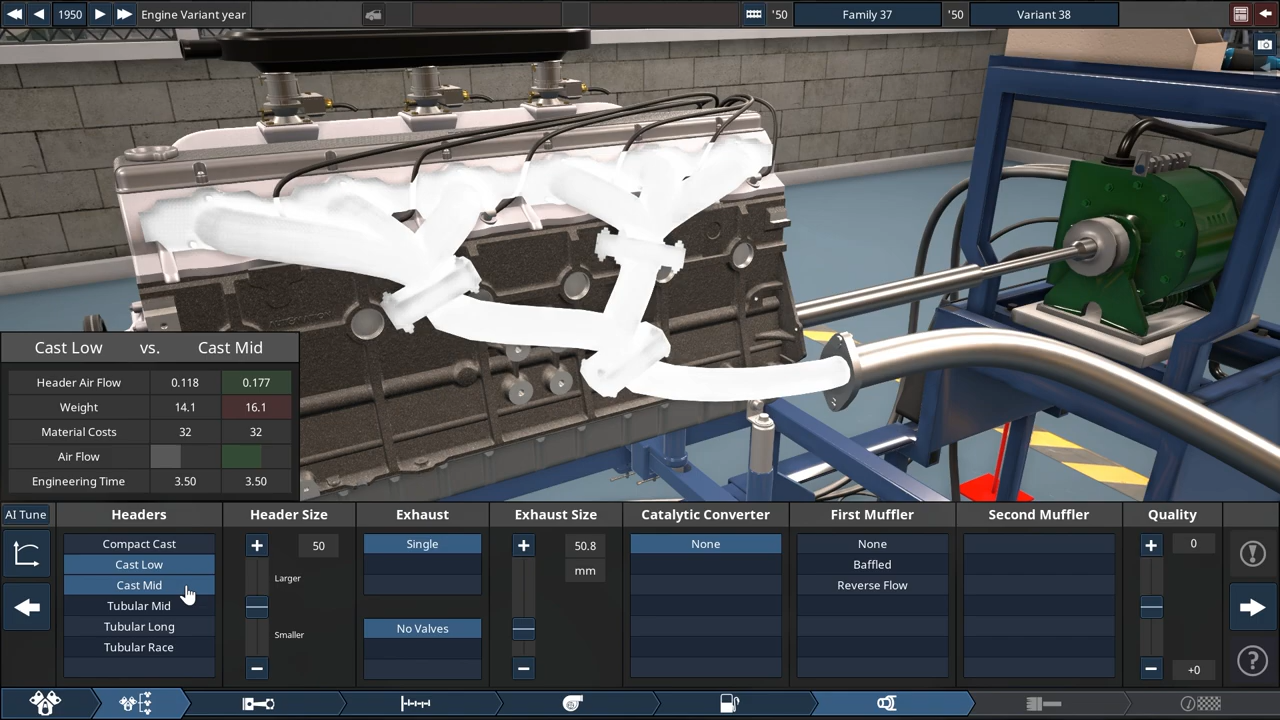 1950 Engine Variant year '50 Family 37 '50 Variant 38
Cast Low vs. Cast Mid
Header Air Flow 0.118 0.177
Weight 14.1 16.1
Material Costs 32 32
Air Flow
Engineering Time 3.50 3.50
AI Tune
Headers
Compact Cast
Cast Low
Cast Mid
Tubular Mid
Tubular Long
Tubular Race
Header Size
50
Larger
Smaller
Exhaust
Single
No Valves
Exhaust Size
50.8
mm
Catalytic Converter
None
First Muffler
None
Baffled
Reverse Flow
Second Muffler
Quality
0
+0